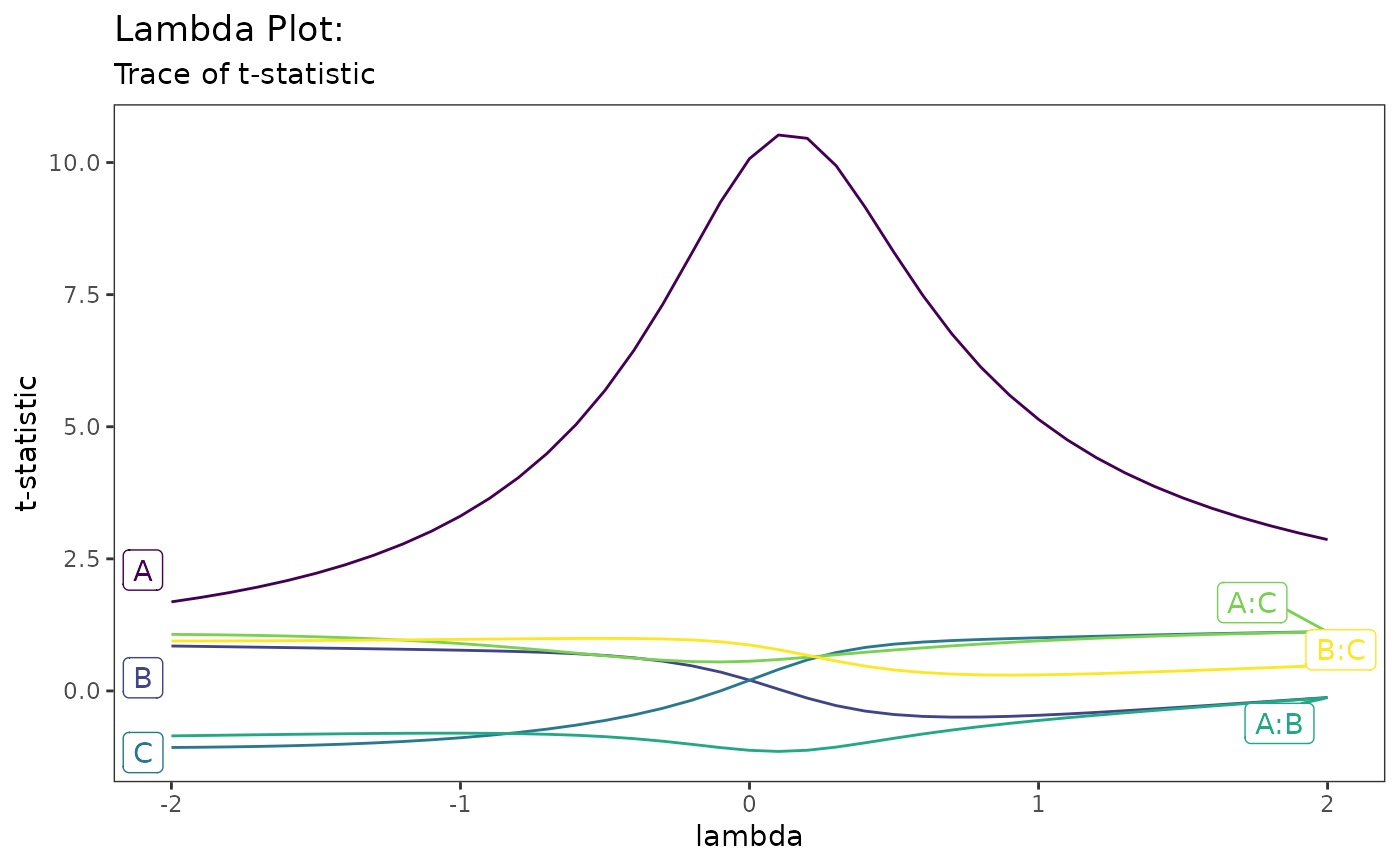 Lambda Plot:
Trace of t-statistic
10.0
7.5
5.0
2.5
0.0
t-statistic
A
B
C
A:C
B:C
A:B
-2 -1 0 1 2
lambda